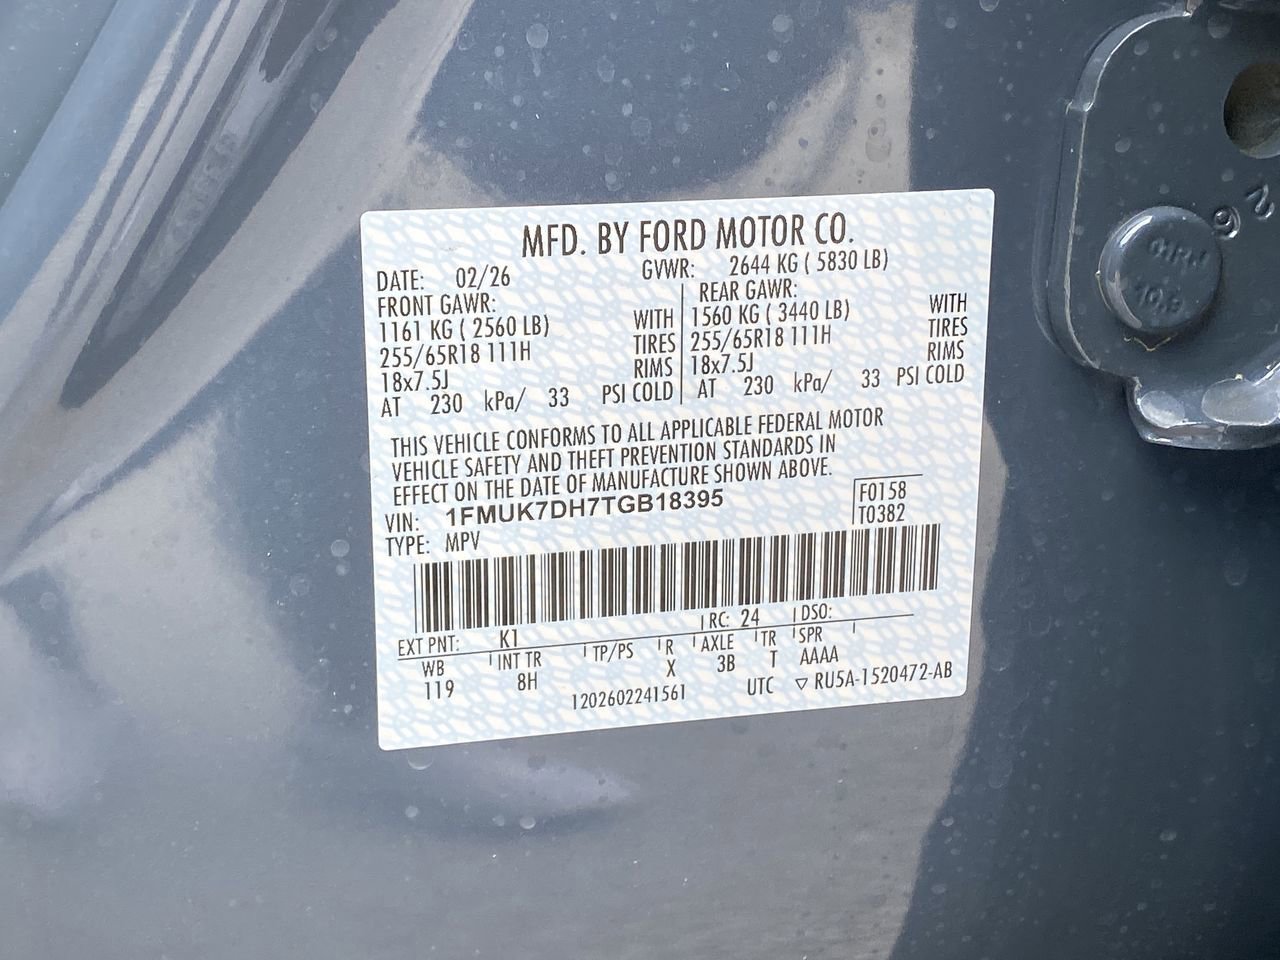 MFD. BY FORD MOTOR CO.
DATE: 02/26 GVWR: 2644 KG ( 5830 LB)
FRONT GAWR: REAR GAWR:
1161 KG ( 2560 LB) WITH 1560 KG ( 3440 LB) WITH
255/65R18 111H TIRES 255/65R18 111H TIRES
18x7.5J RIMS 18x7.5J RIMS
AT 230 kPa/ 33 PSI COLD AT 230 kPa/ 33 PSI COLD
THIS VEHICLE CONFORMS TO ALL APPLICABLE FEDERAL MOTOR
VEHICLE SAFETY AND THEFT PREVENTION STANDARDS IN
EFFECT ON THE DATE OF MANUFACTURE SHOWN ABOVE.
VIN: 1FMUK7DH7TGB18395 F0158
TYPE: MPV T0382
EXT PNT: K1 RC: 24 DSO:
WB INT TR TP/PS R AXLE TR SPR
119 8H X 3B T AAAA
1202602241561 UTC ▽ RU5A-1520472-AB
10.9